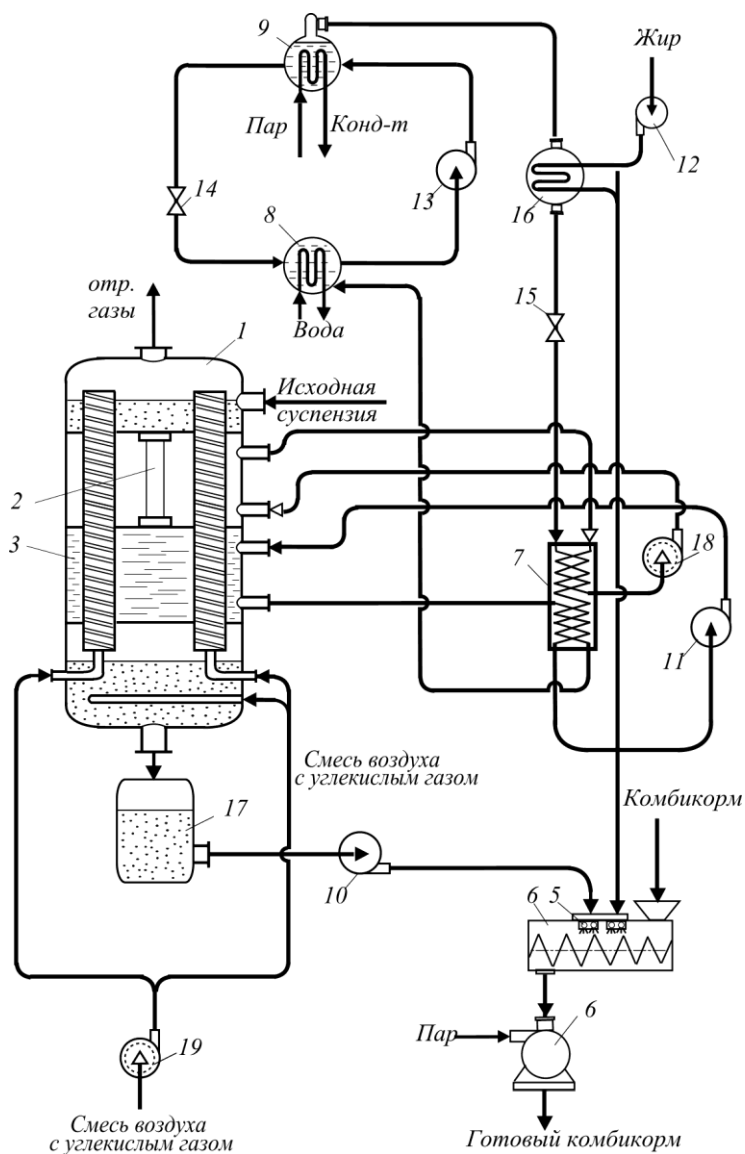 9
Жир
Пар
Конд-т
12
14
13
16
8
отр.
газы
Вода
15
1
Исходная
суспензия
2
3
7
18
11
Смесь воздуха
с углекислым газом
17
Комбикорм
10
6
5
6
Пар
19
Смесь воздуха
с углекислым газом
Готовый комбикорм